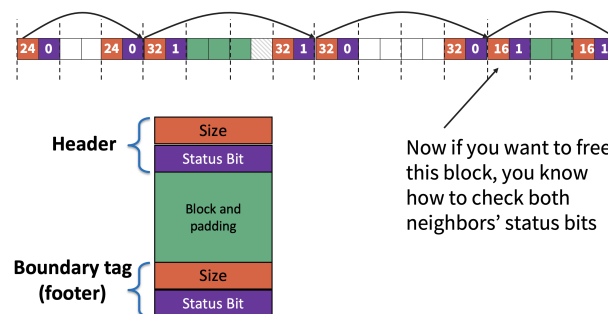 24 0 24 0 32 1 32 1 32 0 32 0 16 1 16 1
Header
Size
Status Bit
Block and
padding
Boundary tag
(footer)
Size
Status Bit
Now if you want to free
this block, you know
how to check both
neighbors' status bits